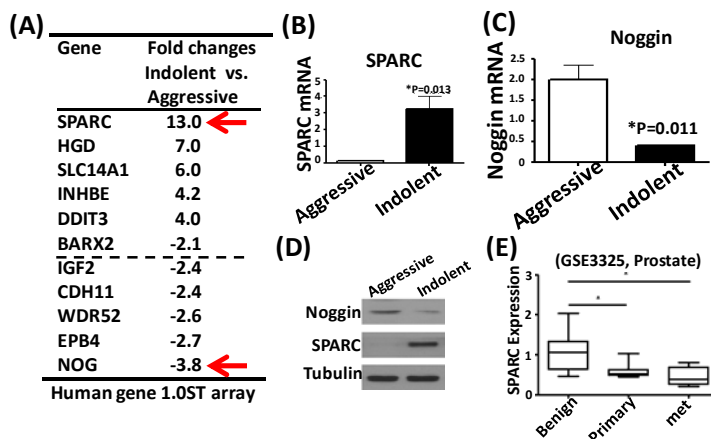 (A)
Gene Fold changes
Indolent vs.
Aggressive
SPARC 13.0
HGD 7.0
SLC14A1 6.0
INHBE 4.2
DDIT3 4.0
BARX2 -2.1
IGF2 -2.4
CDH11 -2.4
WDR52 -2.6
EPB4 -2.7
NOG -3.8
Human gene 1.0ST array
(B)
SPARC
SPARC mRNA
5
4
3
2
1
0
*P=0.013
Aggressive
Indolent
(C)
Noggin
Noggin mRNA
2.5
2.0
1.5
1
0.5
0
*P=0.011
Aggressive
Indolent
(D)
Aggressive
Indolent
Noggin
SPARC
Tubulin
(E)
(GSE3325, Prostate)
SPARC Expression
3
2
1
0
*
*
Benign
Primary
met